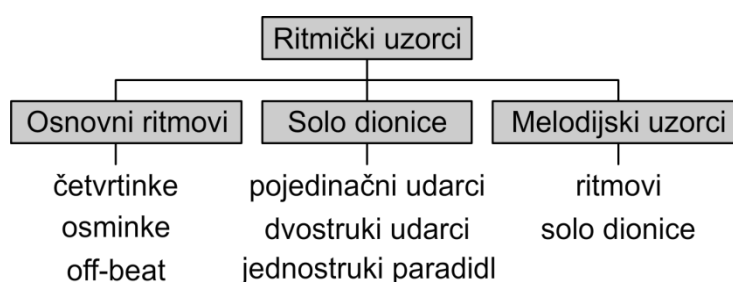 Ritmički uzorci
Osnovni ritmovi
četvrtinke
osminke
off-beat
Solo dionice
pojedinačni udarci
dvostruki udarci
jednostruki paradidl
Melodijski uzorci
ritmovi
solo dionice